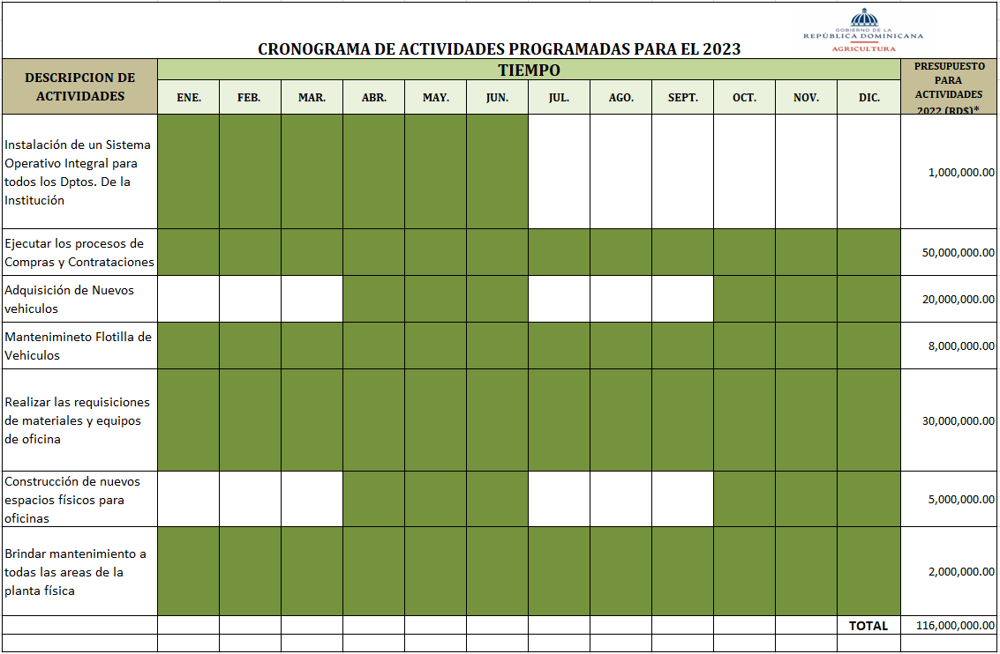 GOBIERNO DE LA
REPÚBLICA DOMINICANA
AGRICULTURA
CRONOGRAMA DE ACTIVIDADES PROGRAMADAS PARA EL 2023
DESCRIPCION DE
ACTIVIDADES
TIEMPO
PRESUPUESTO
PARA
ACTIVIDADES
2022 (RD$)*
ENE. FEB. MAR. ABR. MAY. JUN. JUL. AGO. SEPT. OCT. NOV. DIC.
Instalación de un Sistema
Operativo Integral para
todos los Dptos. De la
Institución
1,000,000.00
Ejecutar los procesos de
Compras y Contrataciones
50,000,000.00
Adquisición de Nuevos
vehiculos
20,000,000.00
Mantenimineto Flotilla de
Vehiculos
8,000,000.00
Realizar las requisiciones
de materiales y equipos
de oficina
30,000,000.00
Construcción de nuevos
espacios físicos para
oficinas
5,000,000.00
Brindar mantenimiento a
todas las areas de la
planta física
2,000,000.00
TOTAL 116,000,000.00